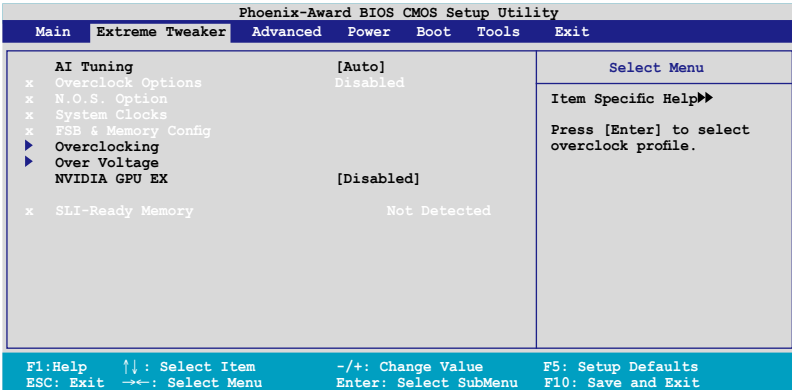 Phoenix-Award BIOS CMOS Setup Utility
Main Extreme Tweaker Advanced Power Boot Tools Exit
AI Tuning [Auto]
x Overclock Options Disabled
x N.O.S. Option
x System Clocks
x FSB & Memory Config
Overclocking
Over Voltage
NVIDIA GPU EX [Disabled]
x SLI-Ready Memory Not Detected
Select Menu
Item Specific Help
Press [Enter] to select
overclock profile.
F1:Help ↑↓: Select Item -/+: Change Value F5: Setup Defaults
ESC: Exit →←: Select Menu Enter: Select SubMenu F10: Save and Exit